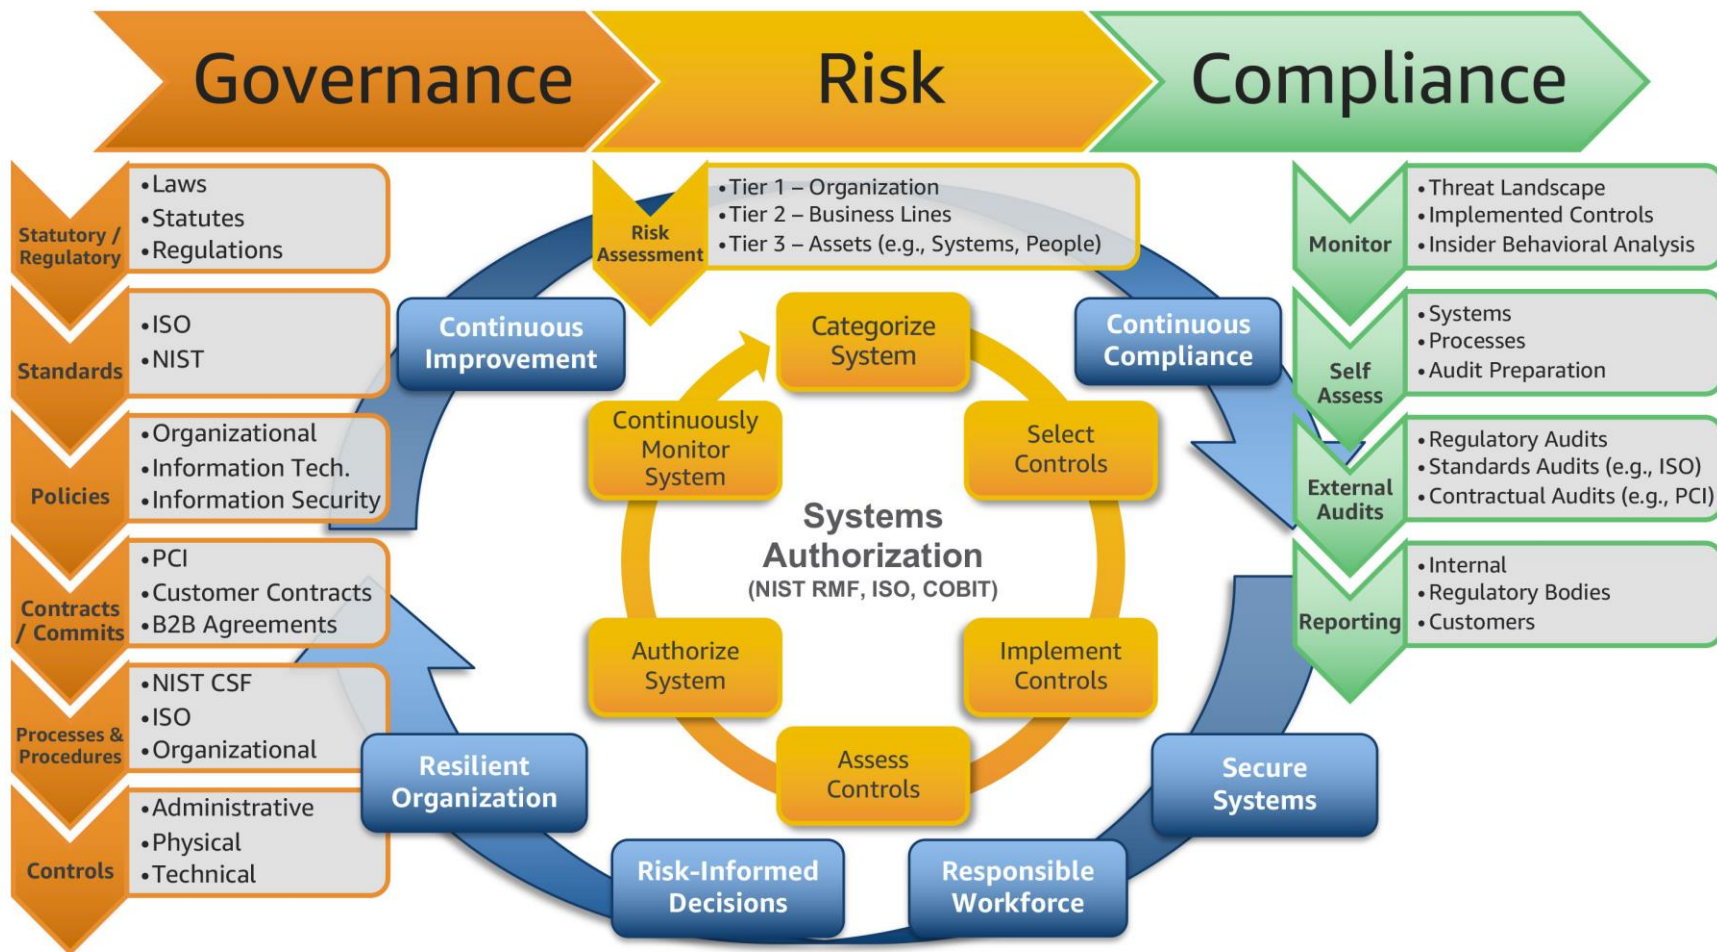 Governance
Risk
Compliance
Statutory /
Regulatory
•Laws
•Statutes
•Regulations
Standards
•ISO
•NIST
Policies
•Organizational
•Information Tech.
•Information Security
Contracts
/ Commits
•PCI
•Customer Contracts
•B2B Agreements
Processes &
Procedures
•NIST CSF
•ISO
•Organizational
Controls
•Administrative
•Physical
•Technical
Risk
Assessment
•Tier 1 – Organization
•Tier 2 – Business Lines
•Tier 3 – Assets (e.g., Systems, People)
Continuous
Improvement
Continuous
Compliance
Categorize
System
Select
Controls
Implement
Controls
Assess
Controls
Authorize
System
Continuously
Monitor
System
Systems
Authorization
(NIST RMF, ISO, COBIT)
Secure
Systems
Responsible
Workforce
Risk-Informed
Decisions
Resilient
Organization
Monitor
•Threat Landscape
•Implemented Controls
•Insider Behavioral Analysis
Self
Assess
•Systems
•Processes
•Audit Preparation
External
Audits
•Regulatory Audits
•Standards Audits (e.g., ISO)
•Contractual Audits (e.g., PCI)
Reporting
•Internal
•Regulatory Bodies
•Customers